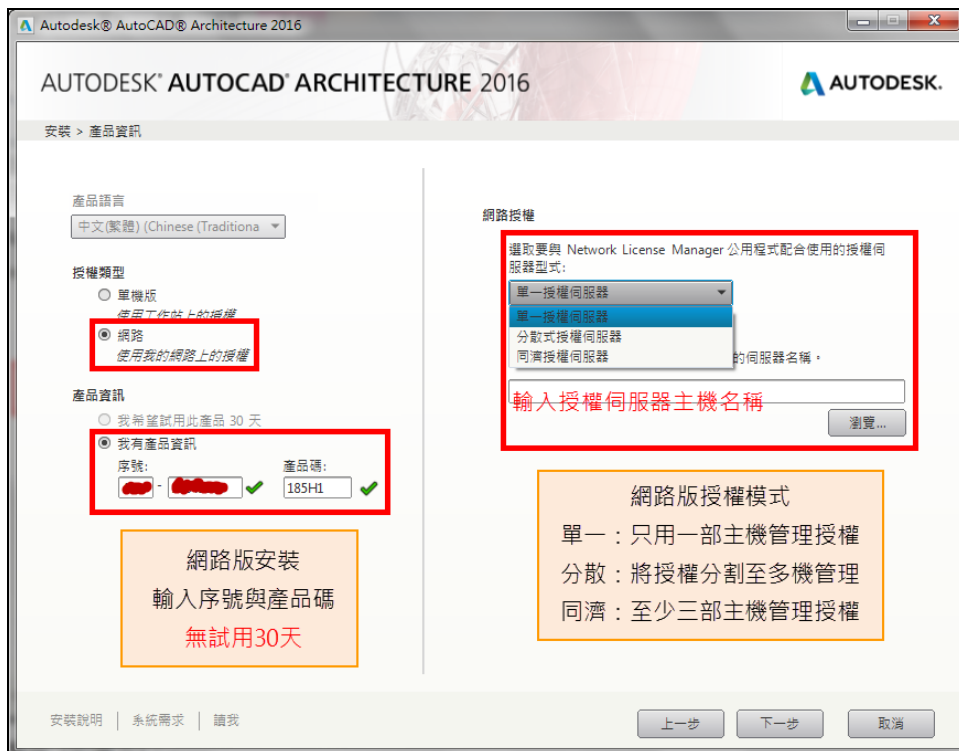 Autodesk® AutoCAD® Architecture 2016
AUTODESK® AUTOCAD® ARCHITECTURE 2016
AUTODESK.
安裝 > 產品資訊
產品語言
中文(繁體) (Chinese (Traditiona
授權類型
單機版
使用工作站上的授權
網路
使用我的網路上的授權
產品資訊
我希望試用此產品 30 天
我有產品資訊
序號:
產品碼:
-
185H1
網路版安裝
輸入序號與產品碼
無試用30天
網路授權
選取要與 Network License Manager 公用程式配合使用的授權伺
服器型式:
單一授權伺服器
單一授權伺服器
分散式授權伺服器
同濟授權伺服器
的伺服器名稱。
輸入授權伺服器主機名稱
瀏覽...
網路版授權模式
單一：只用一部主機管理授權
分散：將授權分割至多機管理
同濟：至少三部主機管理授權
安裝說明 | 系統需求 | 讀我
上一步
下一步
取消